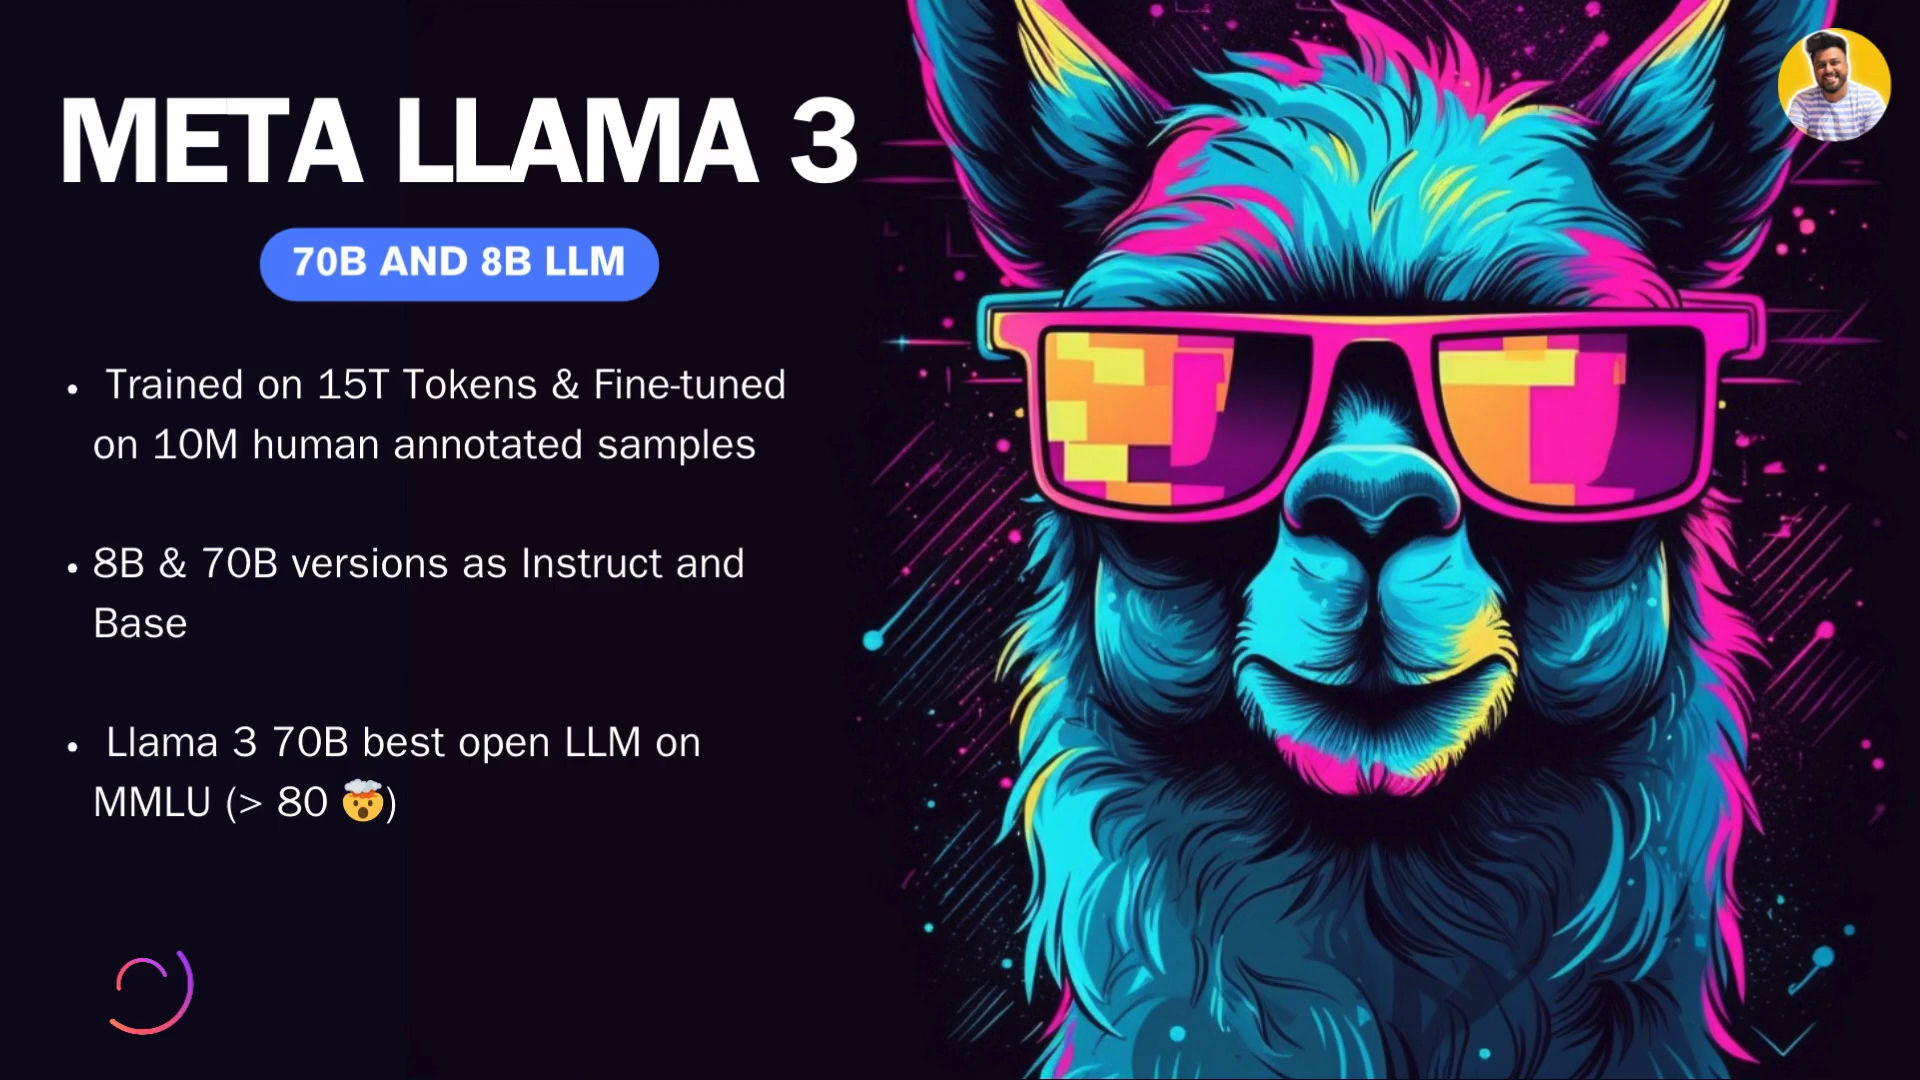 META LLAMA 3
70B AND 8B LLM
• Trained on 15T Tokens & Fine-tuned
on 10M human annotated samples
• 8B & 70B versions as Instruct and
Base
• Llama 3 70B best open LLM on
MMLU (> 80 🤯)